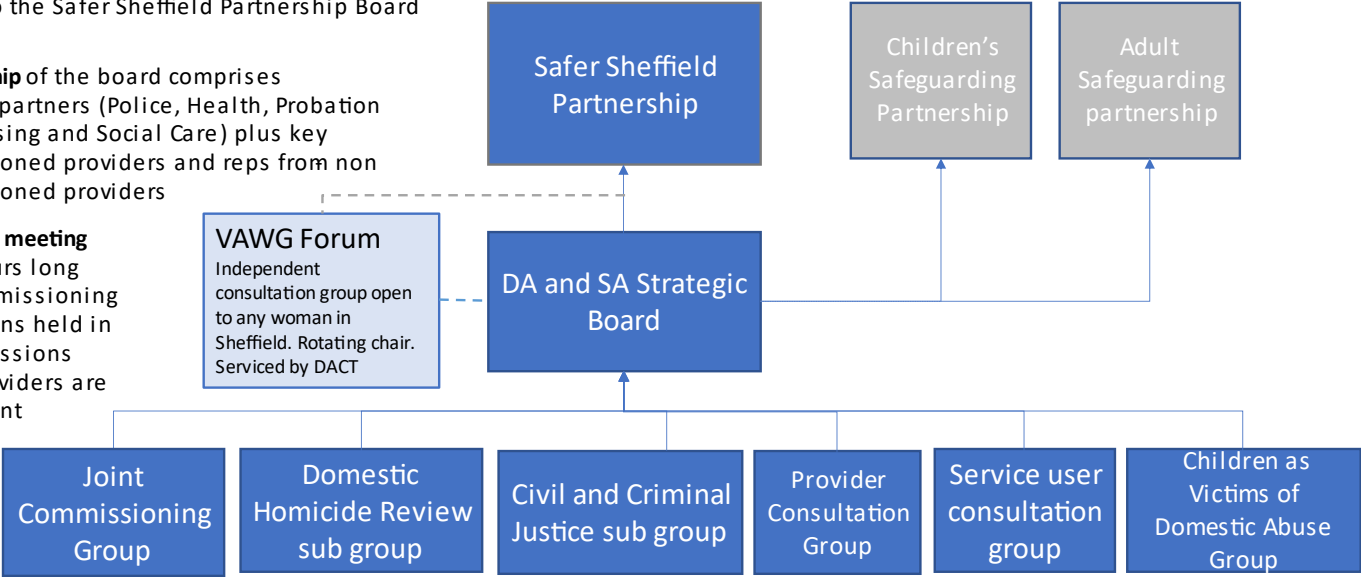 o the Safer Sheffield Partnership Board
hip of the board comprises
partners (Police, Health, Probation
sing and Social Care) plus key
oned providers and reps from non
oned providers
meeting
urs long
mmissioning
ns held in
ssions
viders are
nt
Safer Sheffield
Partnership
Children’s
Safeguarding
Partnership
Adult
Safeguarding
partnership
VAWG Forum
Independent
consultation group open
to any woman in
Sheffield. Rotating chair.
Serviced by DACT
DA and SA Strategic
Board
Joint
Commissioning
Group
Domestic
Homicide Review
sub group
Civil and Criminal
Justice sub group
Provider
Consultation
Group
Service user
consultation
group
Children as
Victims of
Domestic Abuse
Group